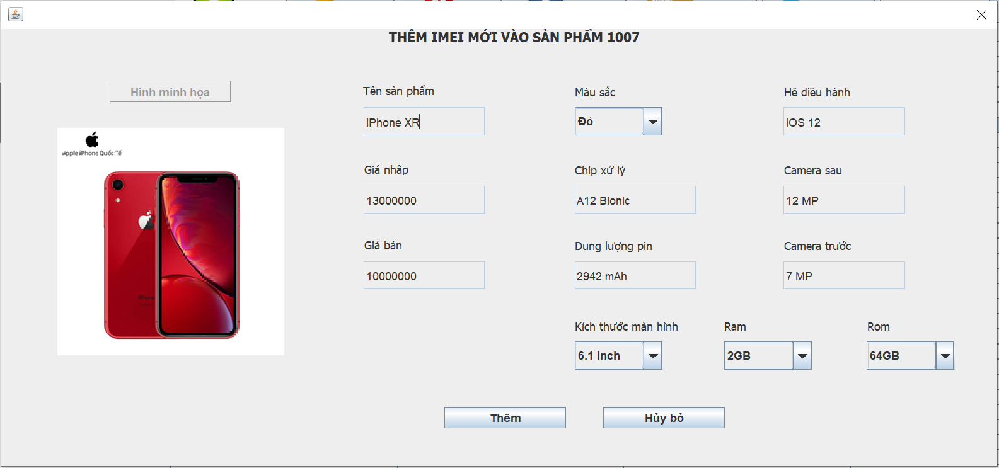 THÊM IMEI MỚI VÀO SẢN PHẨM 1007
Hình minh họa
Apple iPhone Quốc Tế
Tên sản phẩm
Màu sắc
Hê điều hành
iPhone XR
Đỏ
iOS 12
Giá nhâp
Chip xử lý
Camera sau
13000000
A12 Bionic
12 MP
Giá bán
Dung lượng pin
Camera trước
10000000
2942 mAh
7 MP
Kích thước màn hình
Ram
Rom
6.1 Inch
2GB
64GB
Thêm
Hủy bỏ